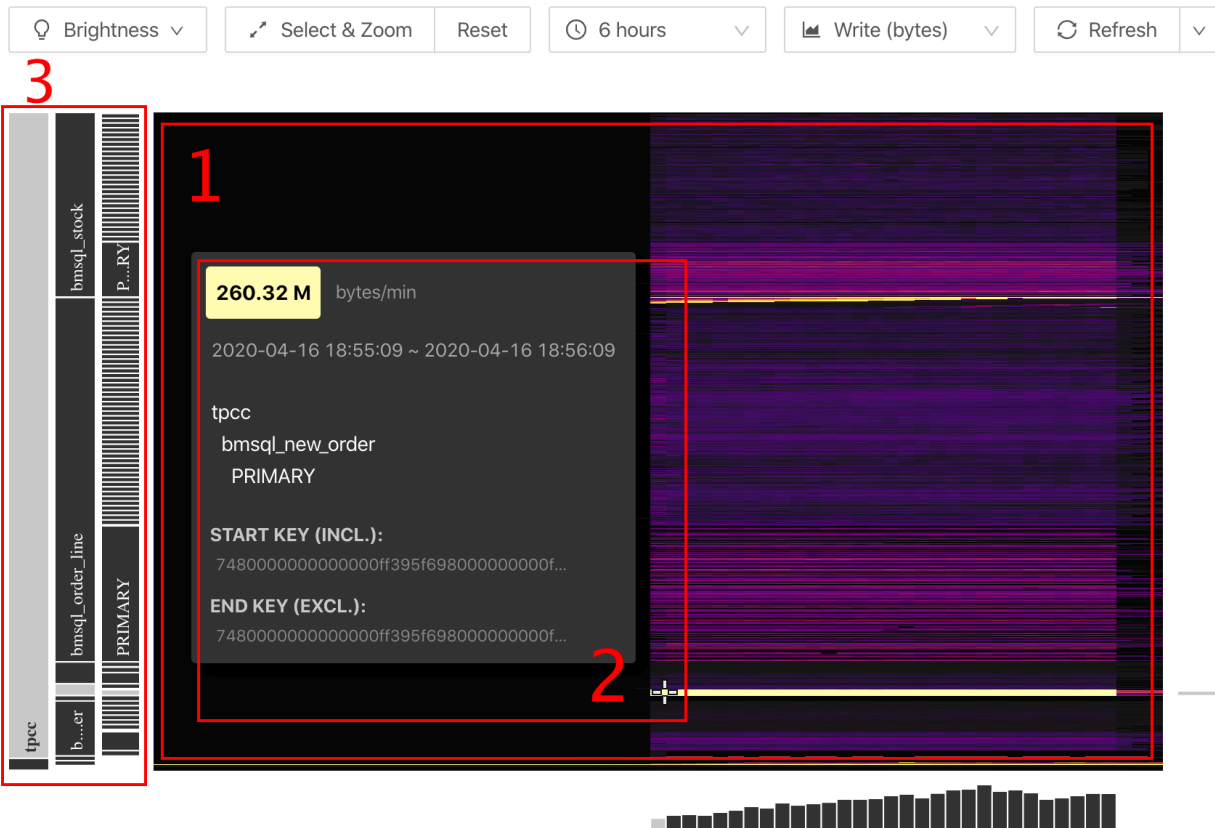 Brightness
Select & Zoom
Reset
6 hours
Write (bytes)
Refresh
3
1
bmsql_stock
P....RY
260.32 M bytes/min
2020-04-16 18:55:09 ~ 2020-04-16 18:56:09
tpcc
bmsql_new_order
PRIMARY
START KEY (INCL.):
7480000000000000ff395f698000000000000f...
END KEY (EXCL.):
7480000000000000ff395f698000000000000f...
bmsql_order_line
PRIMARY
2
tpcc
b....er